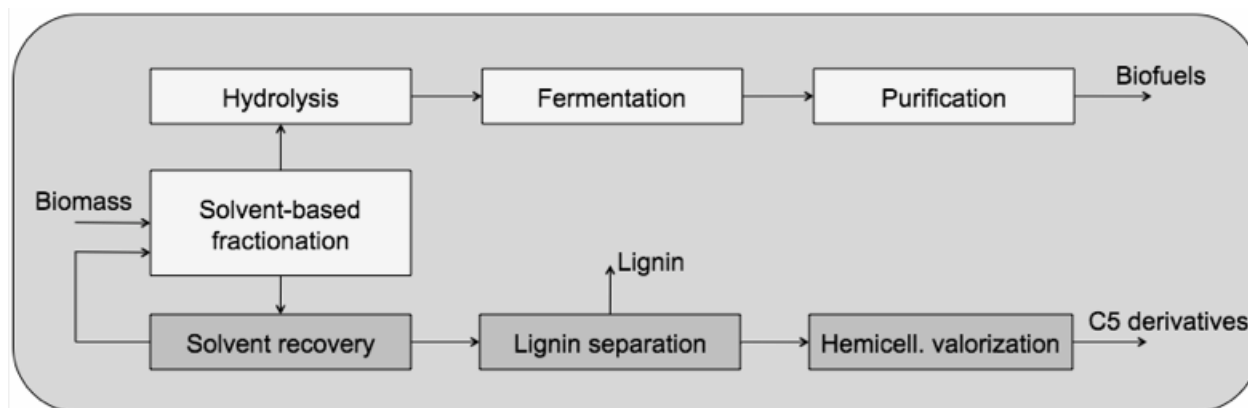 Hydrolysis
Fermentation
Purification
Biofuels
Biomass
Solvent-based
fractionation
Lignin
Solvent recovery
Lignin separation
Hemicell. valorization
C5 derivatives